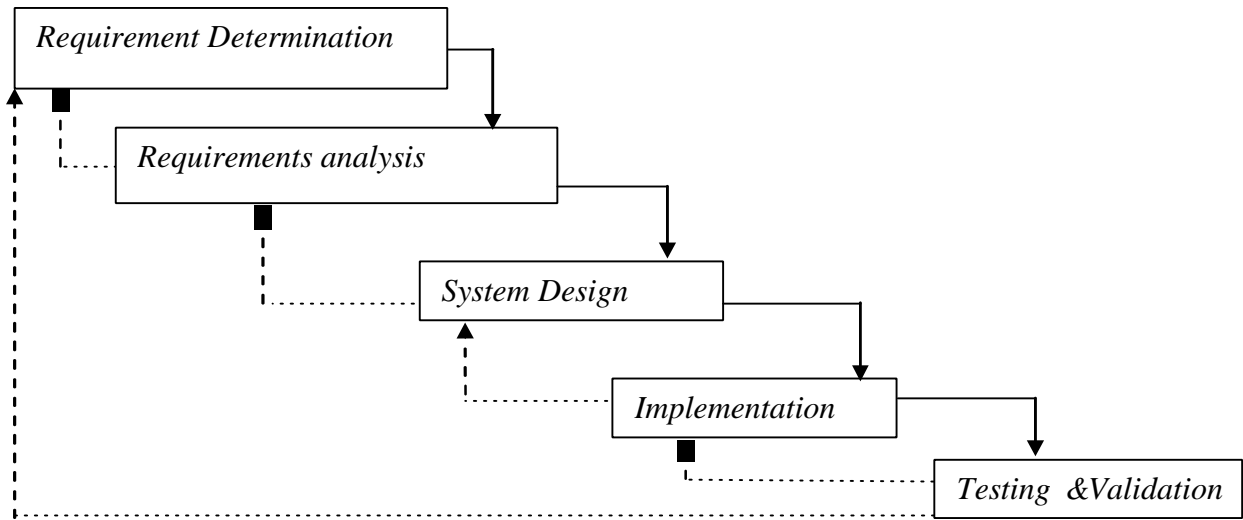 Requirement Determination
Requirements analysis
System Design
Implementation
Testing &Validation